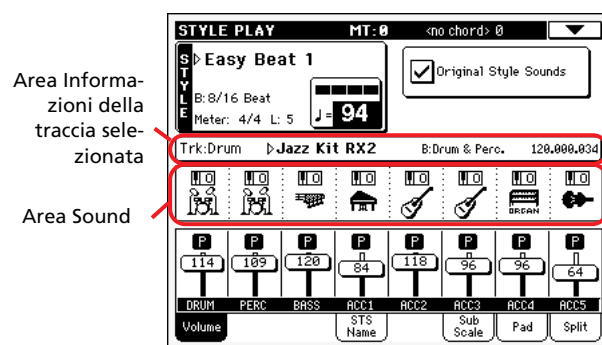 STYLE PLAY MT:0 <no chord> 0
STYLE
Easy Beat 1
Original Style Sounds
B:8/16 Beat
Meter: 4/4 L: 5 ♩= 94
Area Informa-
zioni della
traccia sele-
zionata
Trk:Drum Jazz Kit RX2 B:Drum & Perc. 120.000.034
Area Sound
ORGAN
P P P P P P P P
114 109 120 84 118 96 96 64
DRUM PERC BASS ACC1 ACC2 ACC3 ACC4 ACC5
Volume STS Name Sub Scale Pad Split